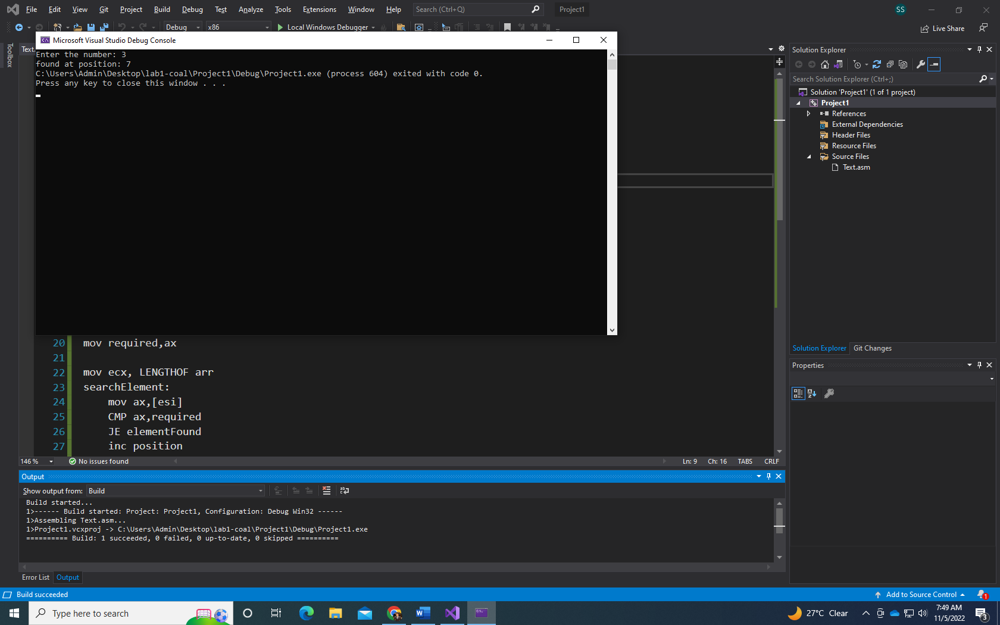 File Edit View Git Project Build Debug Test Analyze Tools Extensions Window Help Search (Ctrl+Q) Project1 SS
Debug x86 Local Windows Debugger Live Share
Toolbox
Text.
Microsoft Visual Studio Debug Console
Enter the number: 3
found at position: 7
C:\Users\Admin\Desktop\lab1-coal\Project1\Debug\Project1.exe (process 604) exited with code 0.
Press any key to close this window . . .
20 mov required,ax
21
22 mov ecx, LENGTHOF arr
23 searchElement:
24 mov ax,[esi]
25 CMP ax,required
26 JE elementFound
27 inc position
146 % No issues found Ln: 9 Ch: 16 TABS CRLF
Output
Show output from: Build
Build started...
1>------ Build started: Project: Project1, Configuration: Debug Win32 ------
1>Assembling Text.asm...
1>Project1.vcxproj -> C:\Users\Admin\Desktop\lab1-coal\Project1\Debug\Project1.exe
========== Build: 1 succeeded, 0 failed, 0 up-to-date, 0 skipped ==========
Error List Output
Solution Explorer
Search Solution Explorer (Ctrl+;)
Solution 'Project1' (1 of 1 project)
Project1
References
External Dependencies
Header Files
Resource Files
Source Files
Text.asm
Solution Explorer Git Changes
Properties
Build succeeded Add to Source Control 1
Type here to search 27°C Clear 7:49 AM
11/5/2022 3